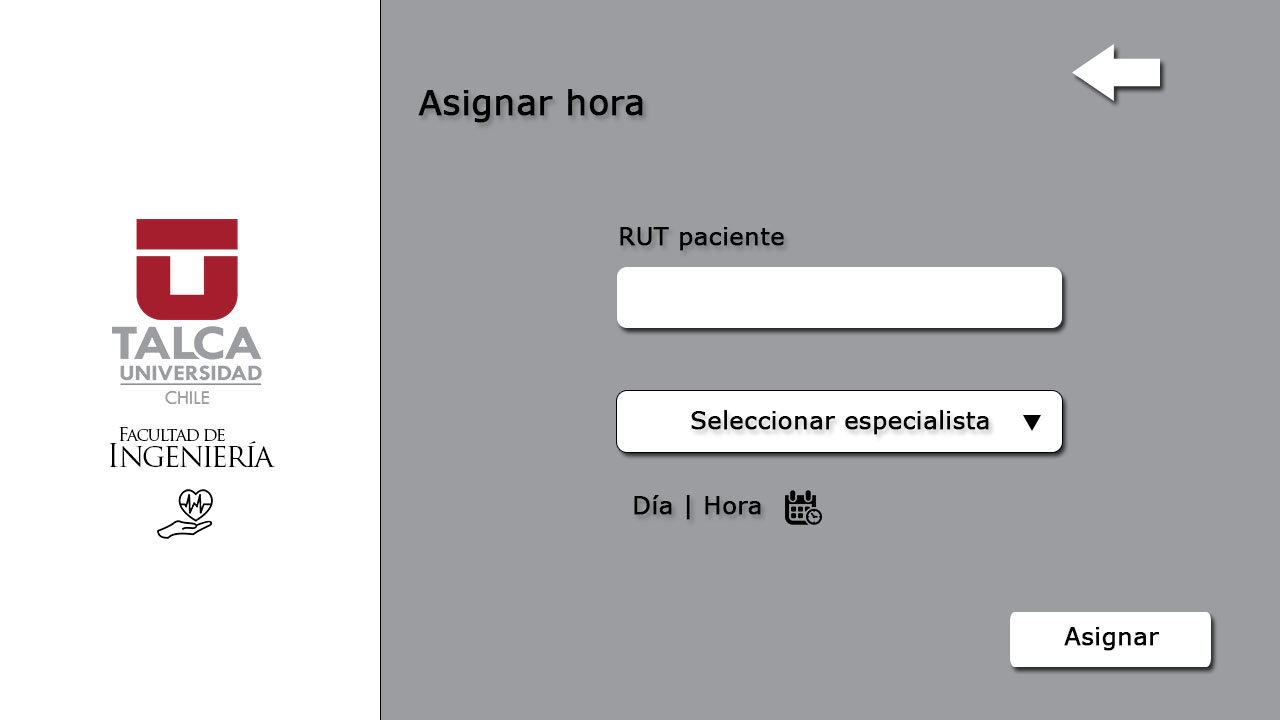 TALCA
UNIVERSIDAD
CHILE
FACULTAD DE
INGENIERÍA
Asignar hora
RUT paciente
Seleccionar especialista
Día | Hora
Asignar